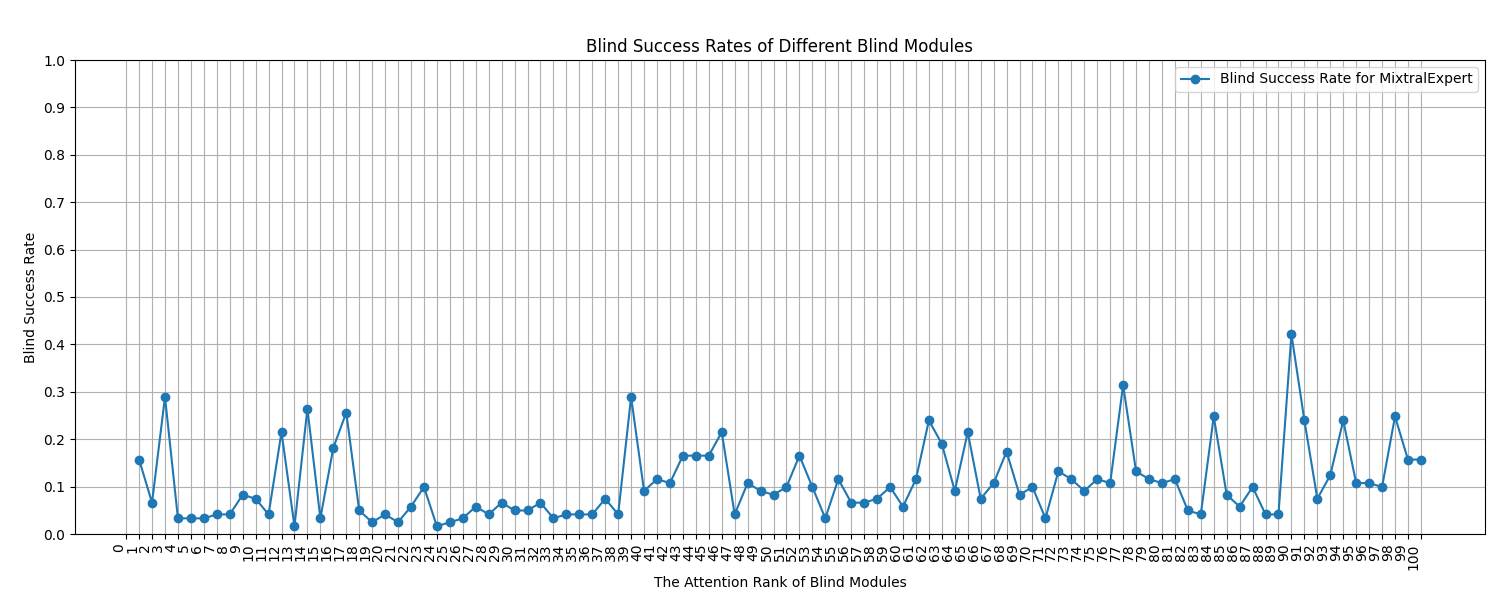 Blind Success Rates of Different Blind Modules
Blind Success Rate for MixtralExpert
Blind Success Rate
1.0
0.9
0.8
0.7
0.6
0.5
0.4
0.3
0.2
0.1
0.0
0 1 2 3 4 5 6 7 8 9 10 11 12 13 14 15 16 17 18 19 20 21 22 23 24 25 26 27 28 29 30 31 32 33 34 35 36 37 38 39 40 41 42 43 44 45 46 47 48 49 50 51 52 53 54 55 56 57 58 59 60 61 62 63 64 65 66 67 68 69 70 71 72 73 74 75 76 77 78 79 80 81 82 83 84 85 86 87 88 89 90 91 92 93 94 95 96 97 98 99 100
The Attention Rank of Blind Modules